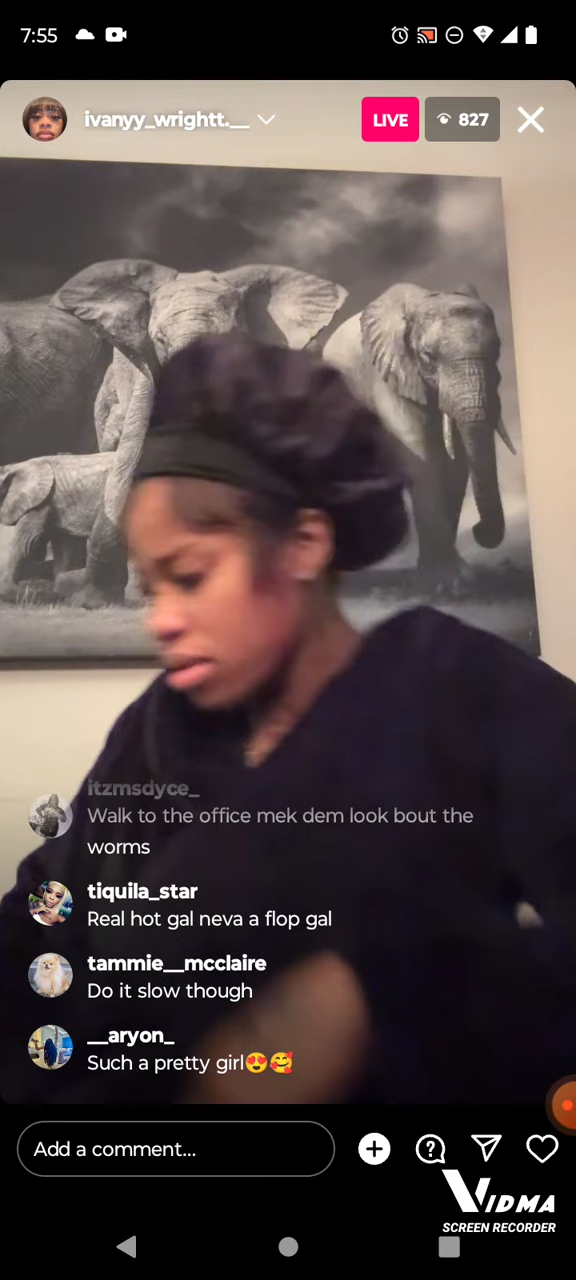 7:55
ivanyy_wrightt.__
LIVE
827
itzmsdyce_
Walk to the office mek dem look bout the
worms
tiquila_star
Real hot gal neva a flop gal
tammie__mcclaire
Do it slow though
__aryon_
Such a pretty girl😍🥰
Add a comment...
VIDMA
SCREEN RECORDER